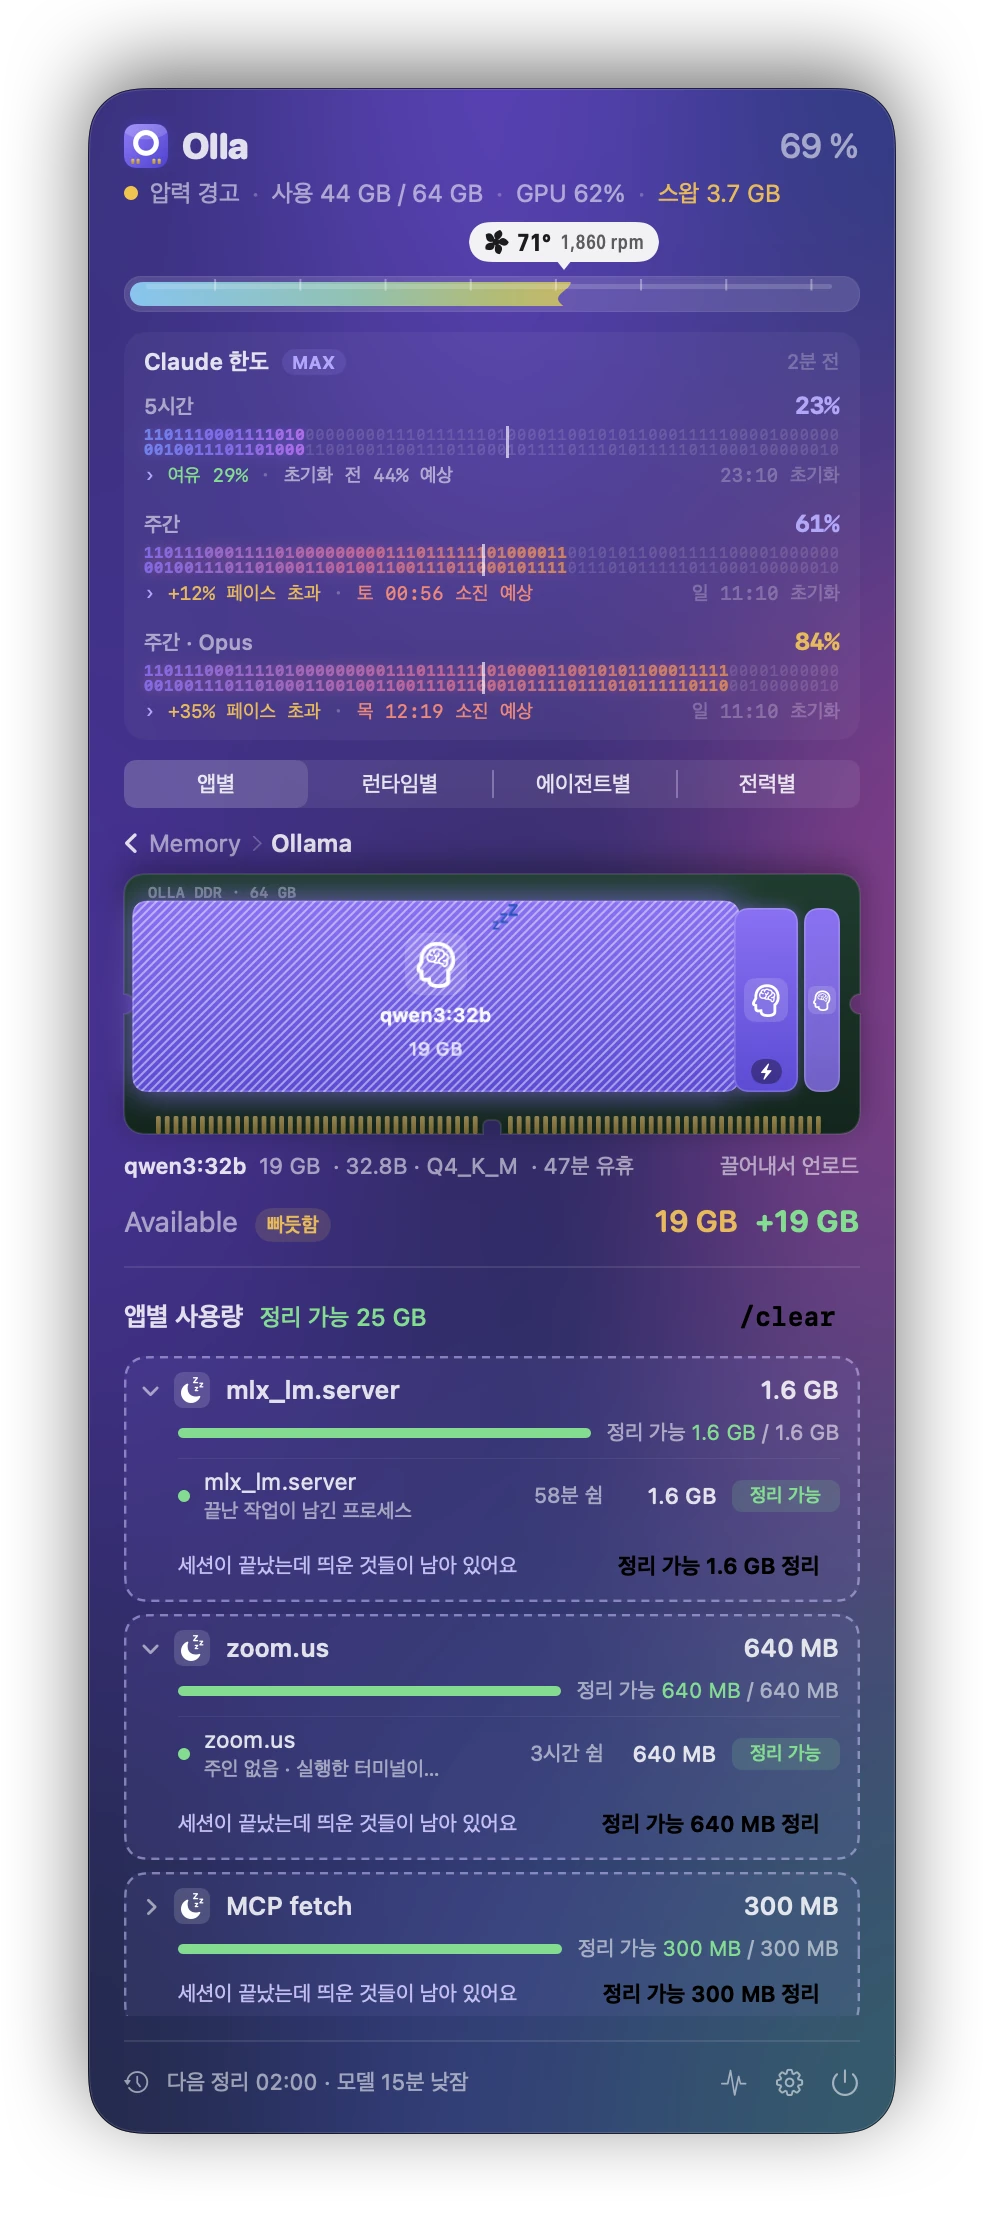 Olla 69 %
압력 경고 · 사용 44 GB / 64 GB · GPU 62% · 스왑 3.7 GB
71° 1,860 rpm
Claude 한도 MAX 2분 전
5시간 23%
› 여유 29% · 초기화 전 44% 예상 23:10 초기화
주간 61%
› +12% 페이스 초과 · 토 00:56 소진 예상 일 11:10 초기화
주간 · Opus 84%
› +35% 페이스 초과 · 목 12:19 소진 예상 일 11:10 초기화
앱별 런타임별 에이전트별 전력별
Memory Ollama
OLLA DDR · 64 GB
zzz
qwen3:32b
19 GB
qwen3:32b 19 GB · 32.8B · Q4_K_M · 47분 유휴 끌어내서 언로드
Available 빠듯함 19 GB +19 GB
앱별 사용량 정리 가능 25 GB /clear
mlx_lm.server 1.6 GB
정리 가능 1.6 GB / 1.6 GB
mlx_lm.server 58분 쉼 1.6 GB 정리 가능
끝난 작업이 남긴 프로세스
세션이 끝났는데 띄운 것들이 남아 있어요 정리 가능 1.6 GB 정리
zoom.us 640 MB
정리 가능 640 MB / 640 MB
zoom.us 3시간 쉼 640 MB 정리 가능
주인 없음 · 실행한 터미널이...
세션이 끝났는데 띄운 것들이 남아 있어요 정리 가능 640 MB 정리
MCP fetch 300 MB
정리 가능 300 MB / 300 MB
세션이 끝났는데 띄운 것들이 남아 있어요 정리 가능 300 MB 정리
다음 정리 02:00 · 모델 15분 낮잠